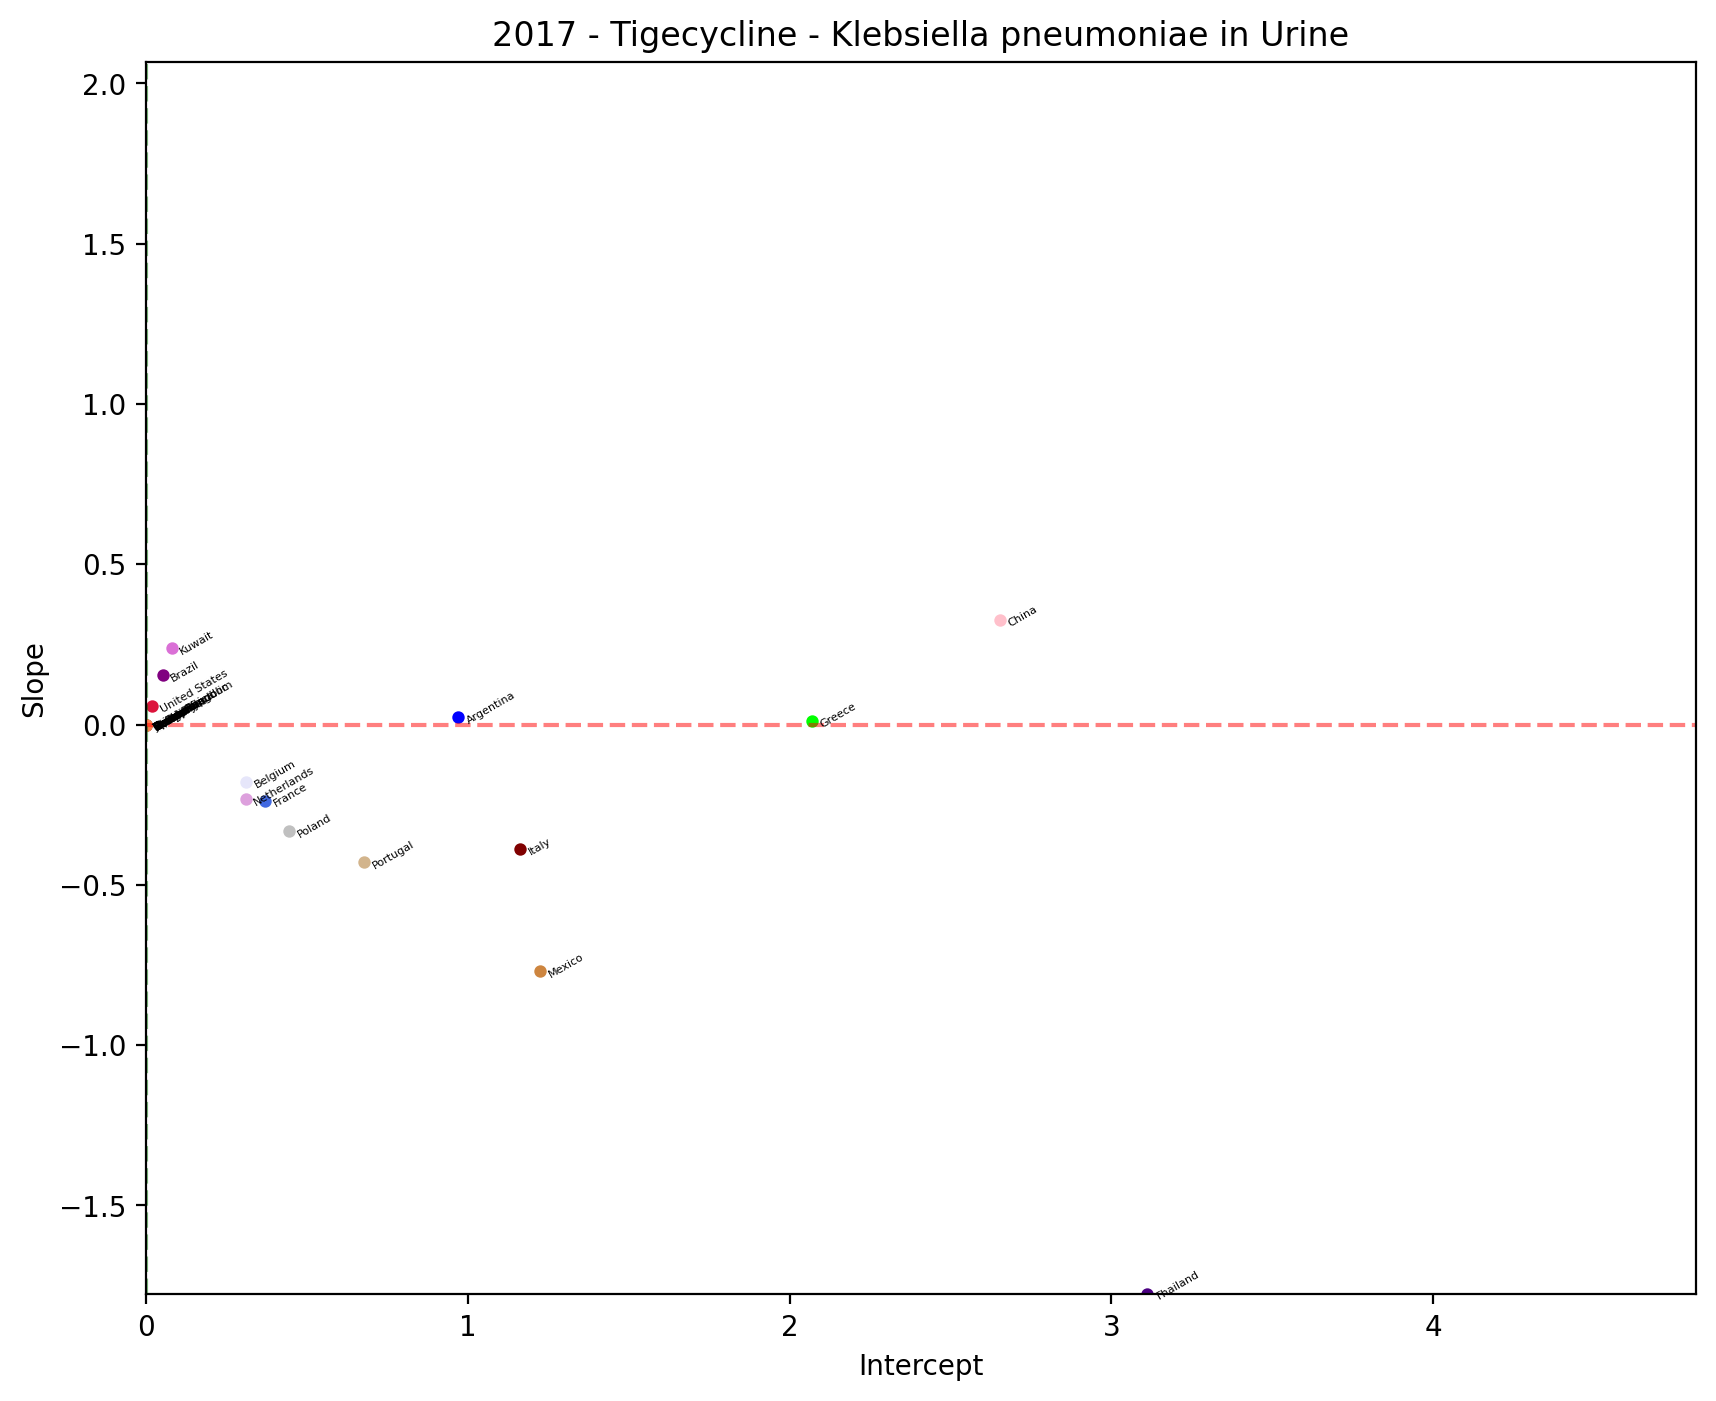 2017 - Tigecycline - Klebsiella pneumoniae in Urine
2.0
1.5
1.0
0.5
0.0
−0.5
−1.0
−1.5
Slope
China
Kuwait
Brazil
United States
Argentina
Greece
Belgium
Netherlands
France
Poland
Portugal
Italy
Mexico
Thailand
0 1 2 3 4
Intercept